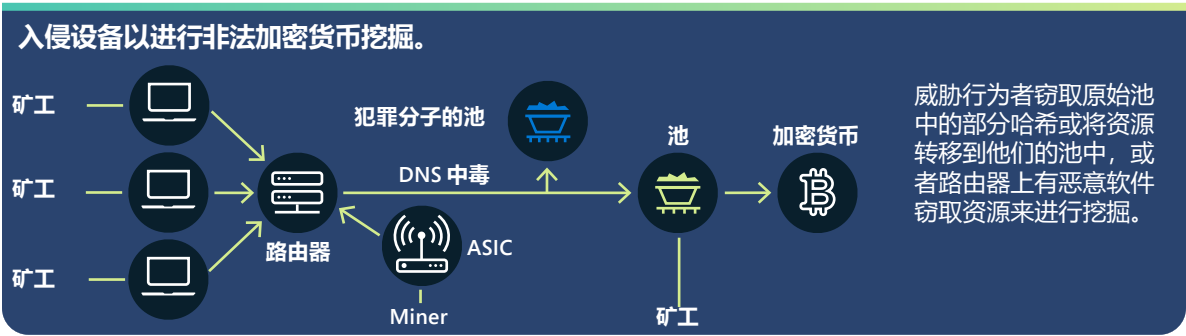 入侵设备以进行非法加密货币挖掘。
矿工
矿工
矿工
路由器
犯罪分子的池
DNS 中毒
ASIC
Miner
池
矿工
加密货币
威胁行为者窃取原始池
中的部分哈希或将资源
转移到他们的池中，或
者路由器上有恶意软件
窃取资源来进行挖掘。